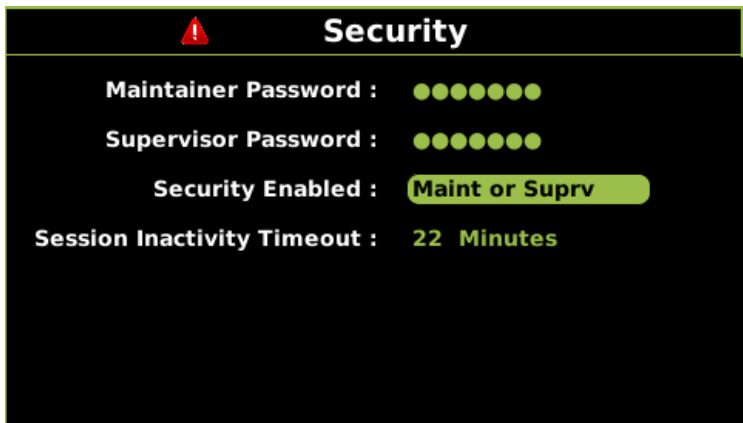 Security
Maintainer Password : ●●●●●●●
Supervisor Password : ●●●●●●●
Security Enabled : Maint or Suprv
Session Inactivity Timeout : 22 Minutes